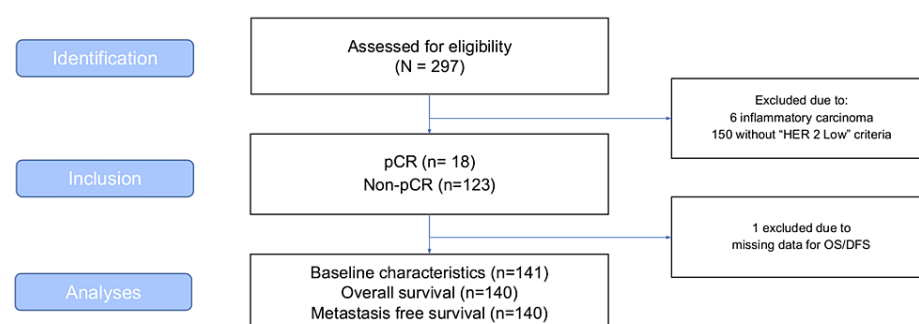 Identification
Assessed for eligibility
(N = 297)
Excluded due to:
6 inflammatory carcinoma
150 without “HER 2 Low” criteria
Inclusion
pCR (n= 18)
Non-pCR (n=123)
1 excluded due to
missing data for OS/DFS
Analyses
Baseline characteristics (n=141)
Overall survival (n=140)
Metastasis free survival (n=140)